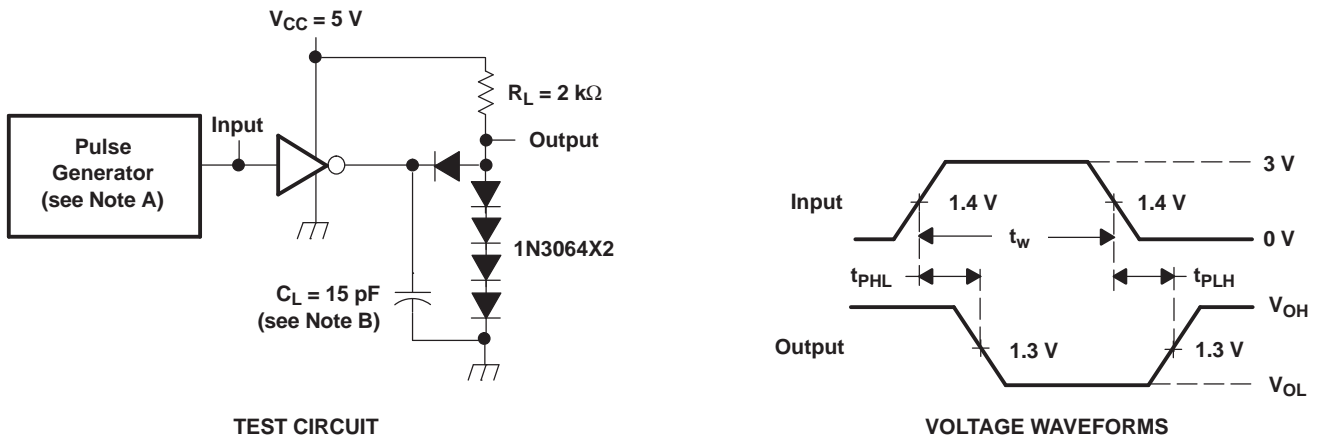 VCC = 5 V
RL = 2 kΩ
Input
Output
Pulse
Generator
(see Note A)
1N3064X2
CL = 15 pF
(see Note B)
TEST CIRCUIT
3 V
Input
1.4 V
1.4 V
tw
0 V
tPHL
tPLH
VOH
Output
1.3 V
1.3 V
VOL
VOLTAGE WAVEFORMS